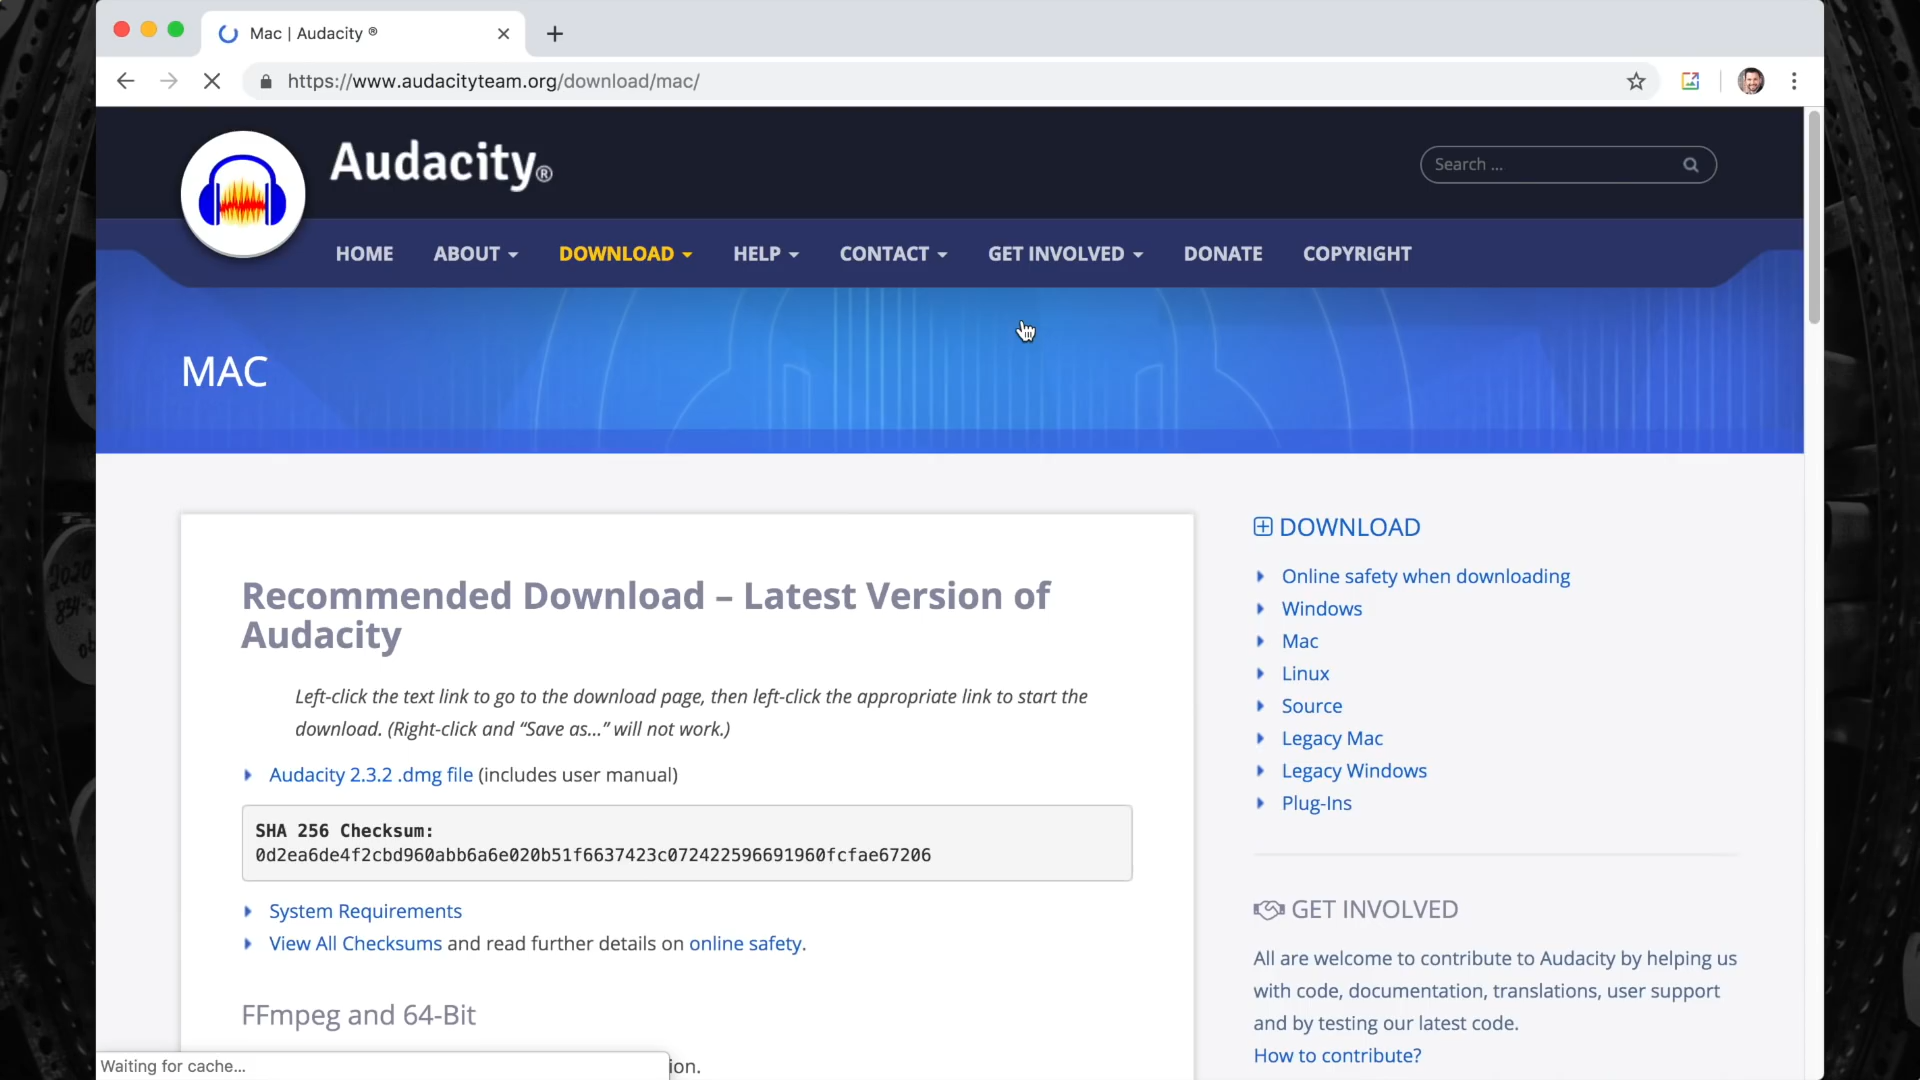 Mac | Audacity ®
https://www.audacityteam.org/download/mac/
Audacity®
Search ...
HOME ABOUT DOWNLOAD HELP CONTACT GET INVOLVED DONATE COPYRIGHT
MAC
Recommended Download – Latest Version of
Audacity
Left-click the text link to go to the download page, then left-click the appropriate link to start the
download. (Right-click and “Save as…” will not work.)
Audacity 2.3.2 .dmg file (includes user manual)
SHA 256 Checksum:
0d2ea6de4f2cbd960abb6a6e020b51f6637423c072422596691960fcfae67206
System Requirements
View All Checksums and read further details on online safety.
FFmpeg and 64-Bit
ion.
DOWNLOAD
Online safety when downloading
Windows
Mac
Linux
Source
Legacy Mac
Legacy Windows
Plug-Ins
GET INVOLVED
All are welcome to contribute to Audacity by helping us
with code, documentation, translations, user support
and by testing our latest code.
How to contribute?
Waiting for cache...